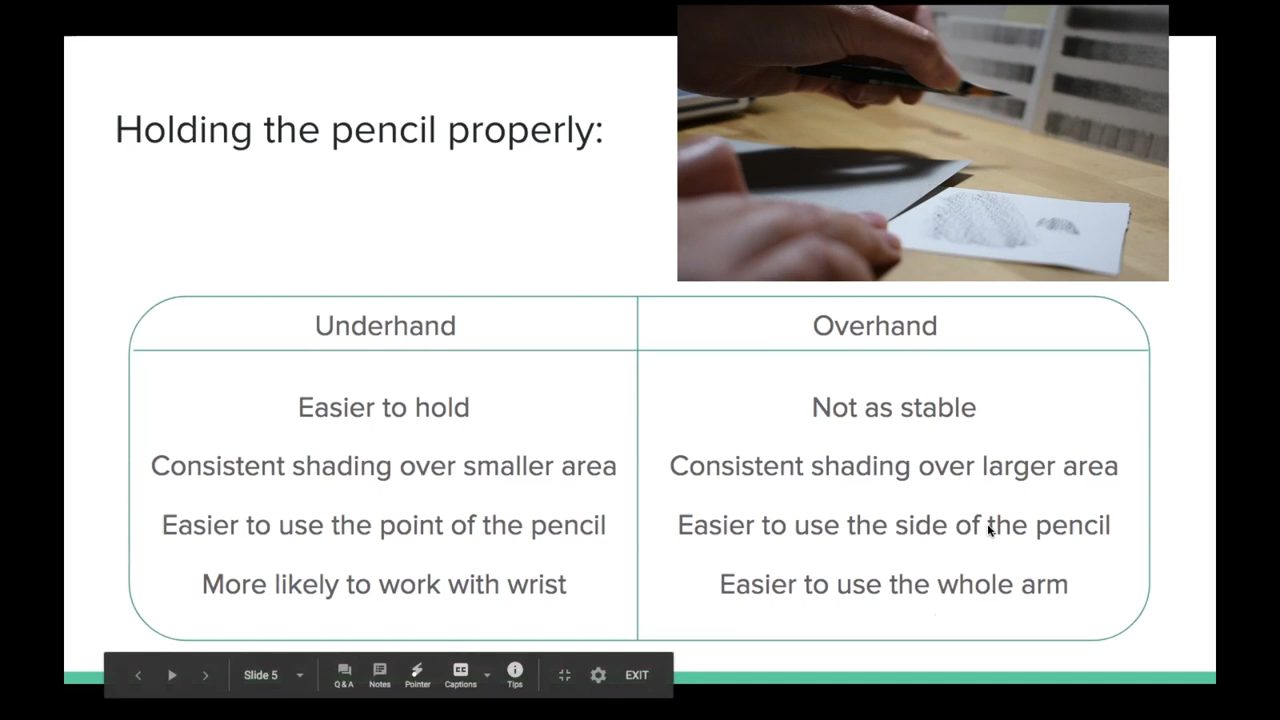 Holding the pencil properly:
Underhand
Overhand
Easier to hold
Not as stable
Consistent shading over smaller area
Consistent shading over larger area
Easier to use the point of the pencil
Easier to use the side of the pencil
More likely to work with wrist
Easier to use the whole arm
Slide 5
Q & A
Notes
Pointer
CC
Captions
Tips
EXIT